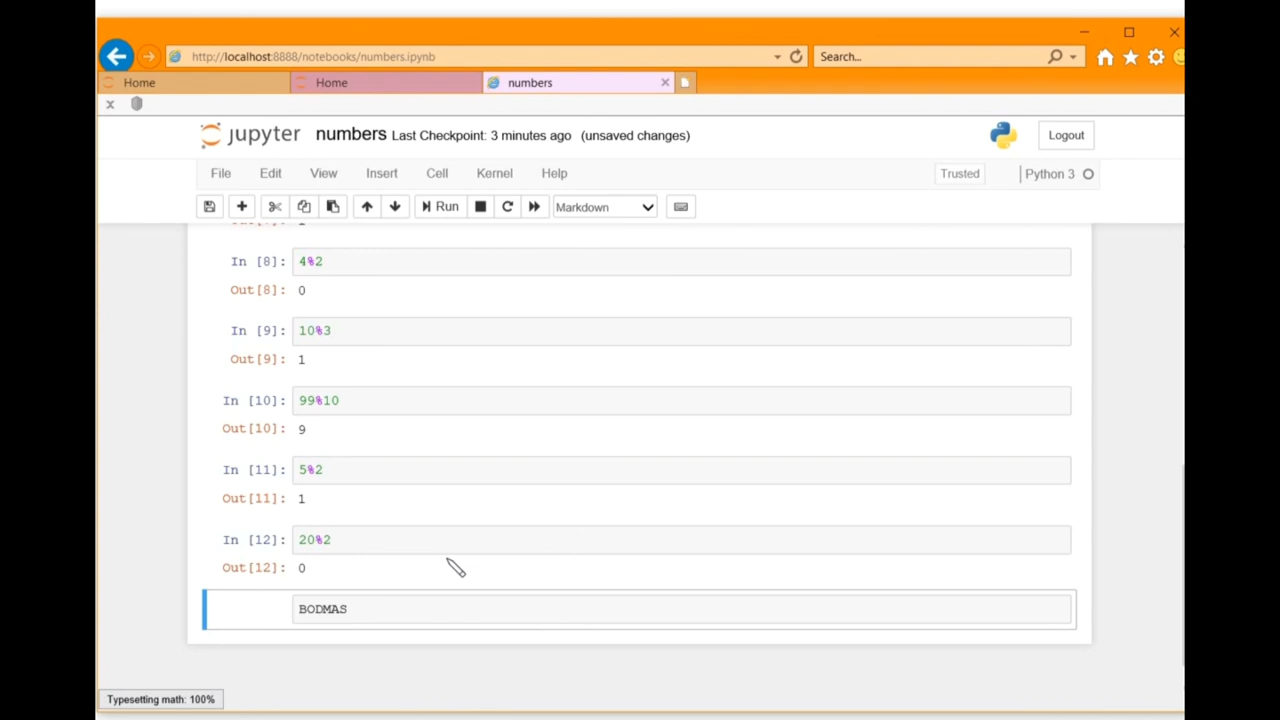 http://localhost:8888/notebooks/numbers.ipynb
Search...
Home
Home
numbers
x
jupyter numbers Last Checkpoint: 3 minutes ago (unsaved changes)
Logout
File Edit View Insert Cell Kernel Help
Trusted
Python 3
Run
Markdown
In [8]: 4%2
Out[8]: 0
In [9]: 10%3
Out[9]: 1
In [10]: 99%10
Out[10]: 9
In [11]: 5%2
Out[11]: 1
In [12]: 20%2
Out[12]: 0
BODMAS
Typesetting math: 100%